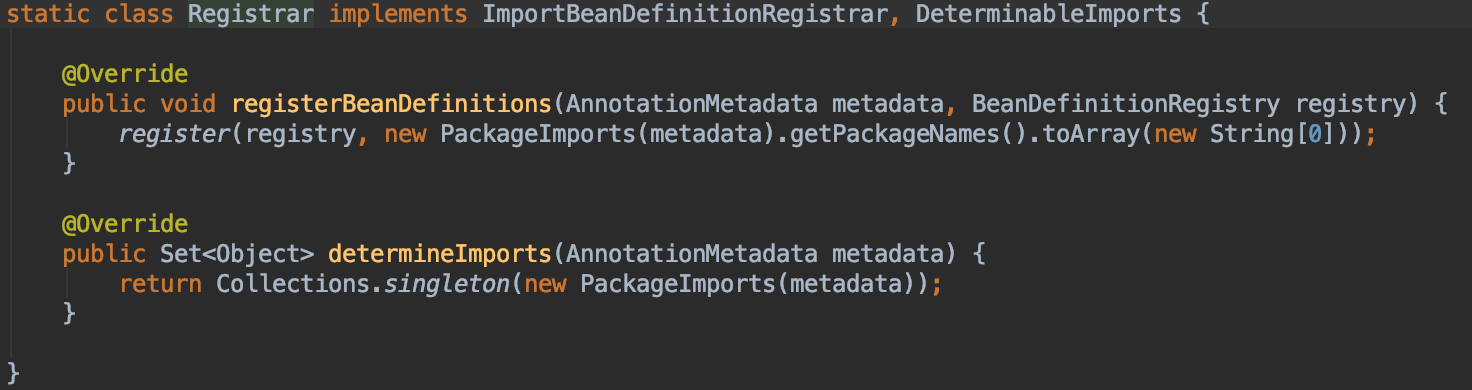 static class Registrar implements ImportBeanDefinitionRegistrar, DeterminableImports {
@Override
public void registerBeanDefinitions(AnnotationMetadata metadata, BeanDefinitionRegistry registry) {
register(registry, new PackageImports(metadata).getPackageNames().toArray(new String[0]));
}
@Override
public Set<Object> determineImports(AnnotationMetadata metadata) {
return Collections.singleton(new PackageImports(metadata));
}
}